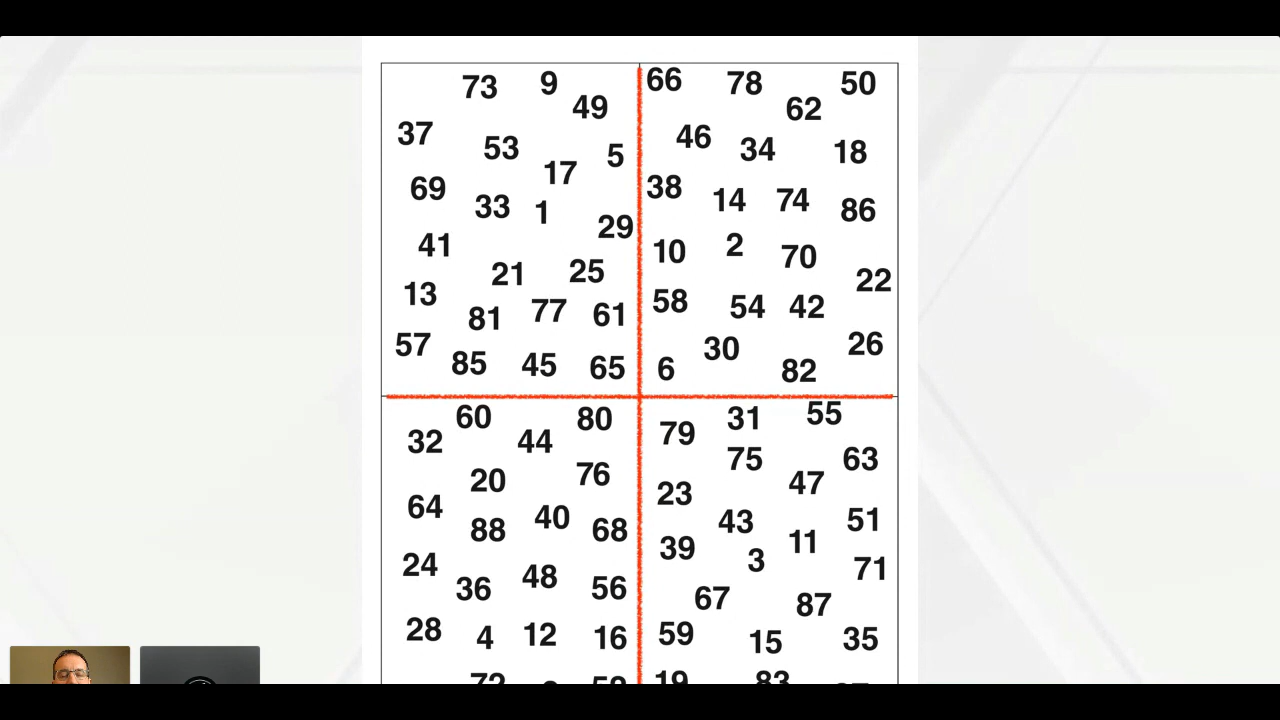 73 9 49
37 53 17 5
69 33 1 29
41 21 25
13 81 77 61
57 85 45 65
66 78 62 50
46 34 18
38 14 74 86
10 2 70 22
58 54 42
6 30 82 26
60 80
32 44
20 76
64 88 40 68
24 36 48 56
28 4 12 16
72 52
79 31 55
75 63
23 47
43 51
39 3 11 71
67 87
59 15 35
19 83